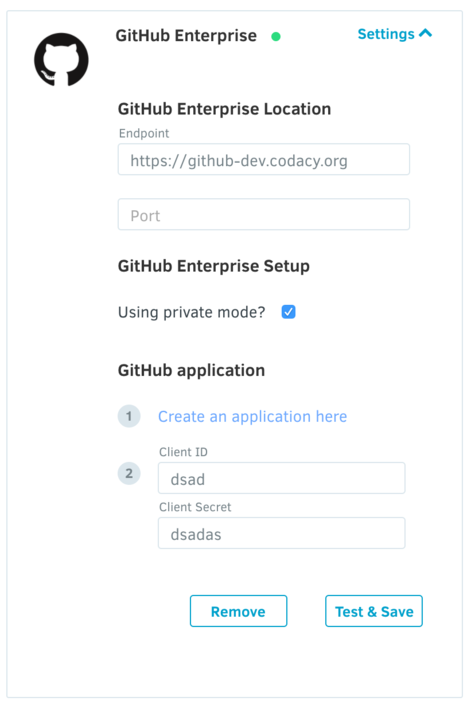 GitHub Enterprise
Settings
GitHub Enterprise Location
Endpoint
https://github-dev.codacy.org
Port
GitHub Enterprise Setup
Using private mode?
GitHub application
1 Create an application here
Client ID
2 dsad
Client Secret
dsadas
Remove Test & Save